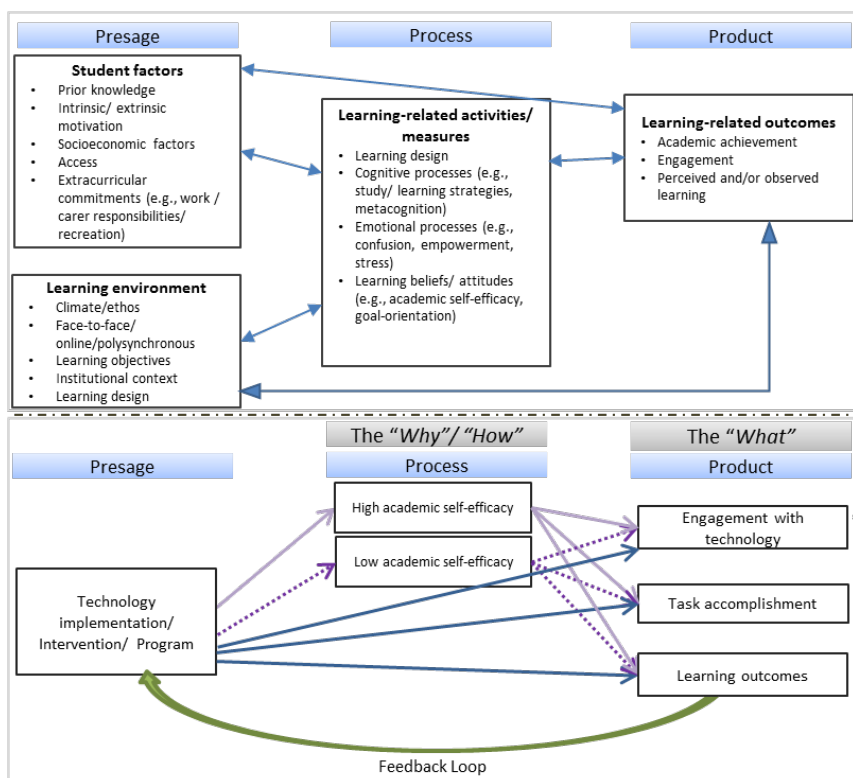 Presage
Process
Product
Student factors
• Prior knowledge
• Intrinsic/ extrinsic
motivation
• Socioeconomic factors
• Access
• Extracurricular
commitments (e.g., work /
carer responsibilities/
recreation)
Learning environment
• Climate/ethos
• Face-to-face/
online/polysynchronous
• Learning objectives
• Institutional context
• Learning design
Learning-related activities/
measures
• Learning design
• Cognitive processes (e.g.,
study/ learning strategies,
metacognition)
• Emotional processes (e.g.,
confusion, empowerment,
stress)
• Learning beliefs/ attitudes
(e.g., academic self-efficacy,
goal-orientation)
Learning-related outcomes
• Academic achievement
• Engagement
• Perceived and/or observed
learning
The “Why”/ “How”
The “What”
Presage
Process
Product
Technology
implementation/
Intervention/ Program
High academic self-efficacy
Low academic self-efficacy
Engagement with
technology
Task accomplishment
Learning outcomes
Feedback Loop